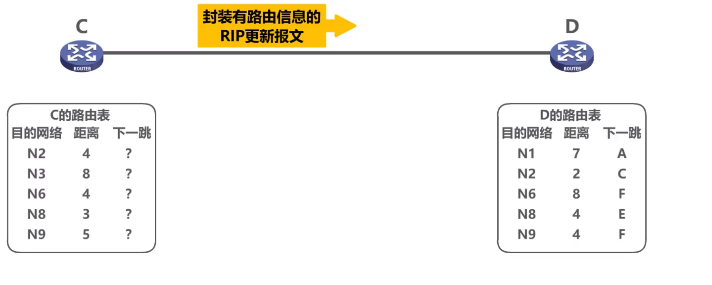 C
封装有路由信息的
RIP更新报文
D
ROUTER
ROUTER
C的路由表
目的网络 距离 下一跳
N2 4 ?
N3 8 ?
N6 4 ?
N8 3 ?
N9 5 ?
D的路由表
目的网络 距离 下一跳
N1 7 A
N2 2 C
N6 8 F
N8 4 E
N9 4 F